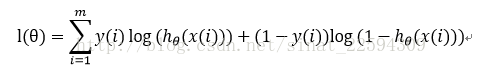 l(θ) = ∑_{i=1}^{m} y(i) log (h_θ(x(i))) + (1 − y(i))log (1 − h_θ(x(i)))